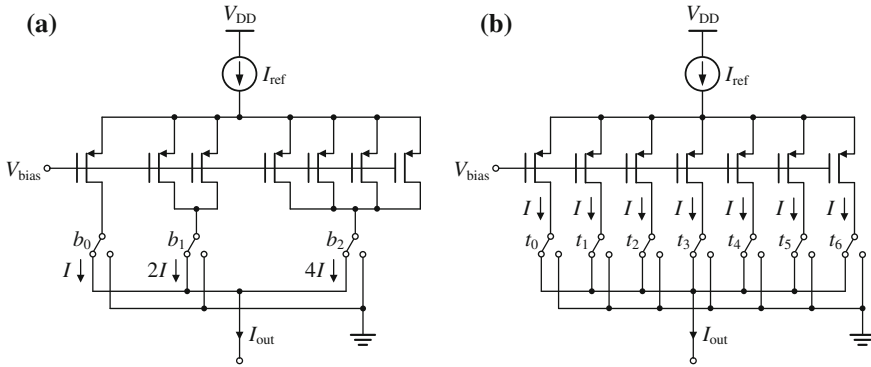 (a)
V_DD
I_ref
V_bias
b_0
b_1
b_2
I
2I
4I
I_out
(b)
V_DD
I_ref
V_bias
I
I
I
I
I
I
I
t_0
t_1
t_2
t_3
t_4
t_5
t_6
I_out